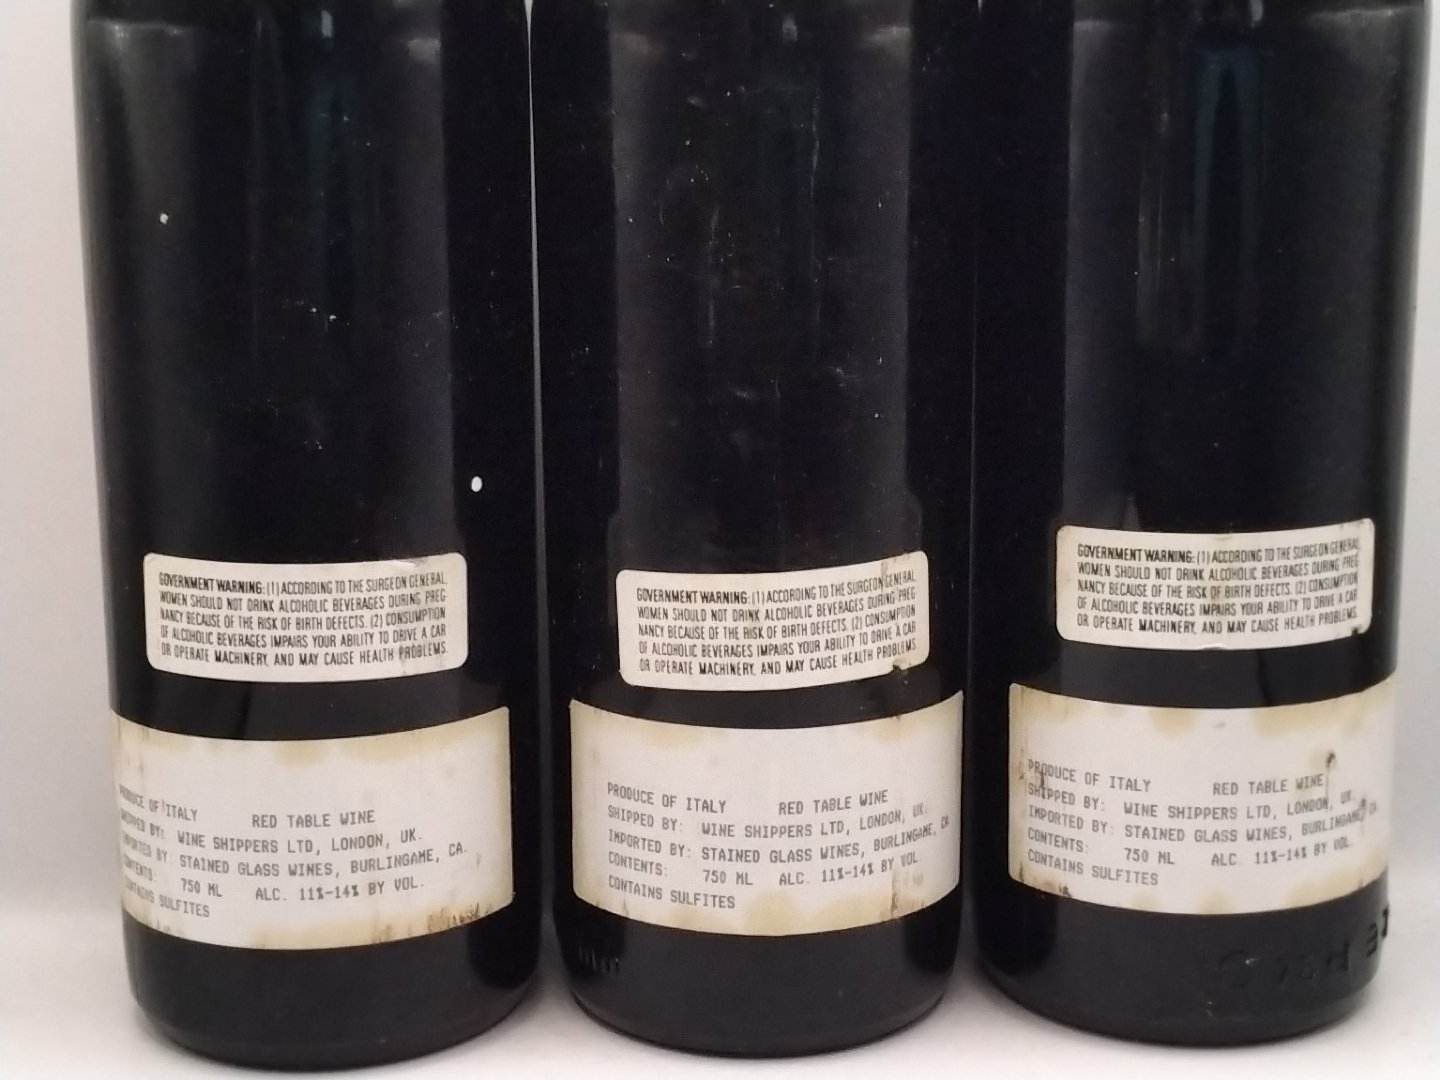 GOVERNMENT WARNING: (1) ACCORDING TO THE SURGEON GENERAL,
WOMEN SHOULD NOT DRINK ALCOHOLIC BEVERAGES DURING PREG-
NANCY BECAUSE OF THE RISK OF BIRTH DEFECTS. (2) CONSUMPTION
OF ALCOHOLIC BEVERAGES IMPAIRS YOUR ABILITY TO DRIVE A CAR
OR OPERATE MACHINERY, AND MAY CAUSE HEALTH PROBLEMS.
PRODUCE OF ITALY RED TABLE WINE
SHIPPED BY: WINE SHIPPERS LTD, LONDON, UK.
IMPORTED BY: STAINED GLASS WINES, BURLINGAME, CA.
CONTENTS: 750 ML ALC. 11%-14% BY VOL.
CONTAINS SULFITES
GOVERNMENT WARNING: (1) ACCORDING TO THE SURGEON GENERAL,
WOMEN SHOULD NOT DRINK ALCOHOLIC BEVERAGES DURING PREG-
NANCY BECAUSE OF THE RISK OF BIRTH DEFECTS. (2) CONSUMPTION
OF ALCOHOLIC BEVERAGES IMPAIRS YOUR ABILITY TO DRIVE A CAR
OR OPERATE MACHINERY, AND MAY CAUSE HEALTH PROBLEMS.
PRODUCE OF ITALY RED TABLE WINE
SHIPPED BY: WINE SHIPPERS LTD, LONDON, UK.
IMPORTED BY: STAINED GLASS WINES, BURLINGAME, CA
CONTENTS: 750 ML ALC. 11%-14% BY VOL.
CONTAINS SULFITES
GOVERNMENT WARNING: (1) ACCORDING TO THE SURGEON GENERAL,
WOMEN SHOULD NOT DRINK ALCOHOLIC BEVERAGES DURING PREG-
NANCY BECAUSE OF THE RISK OF BIRTH DEFECTS. (2) CONSUMPTION
OF ALCOHOLIC BEVERAGES IMPAIRS YOUR ABILITY TO DRIVE A CAR
OR OPERATE MACHINERY, AND MAY CAUSE HEALTH PROBLEMS.
PRODUCE OF ITALY RED TABLE WINE
SHIPPED BY: WINE SHIPPERS LTD, LONDON, UK.
IMPORTED BY: STAINED GLASS WINES, BURLINGAME, CA.
CONTENTS: 750 ML ALC. 11%-14% BY VOL.
CONTAINS SULFITES